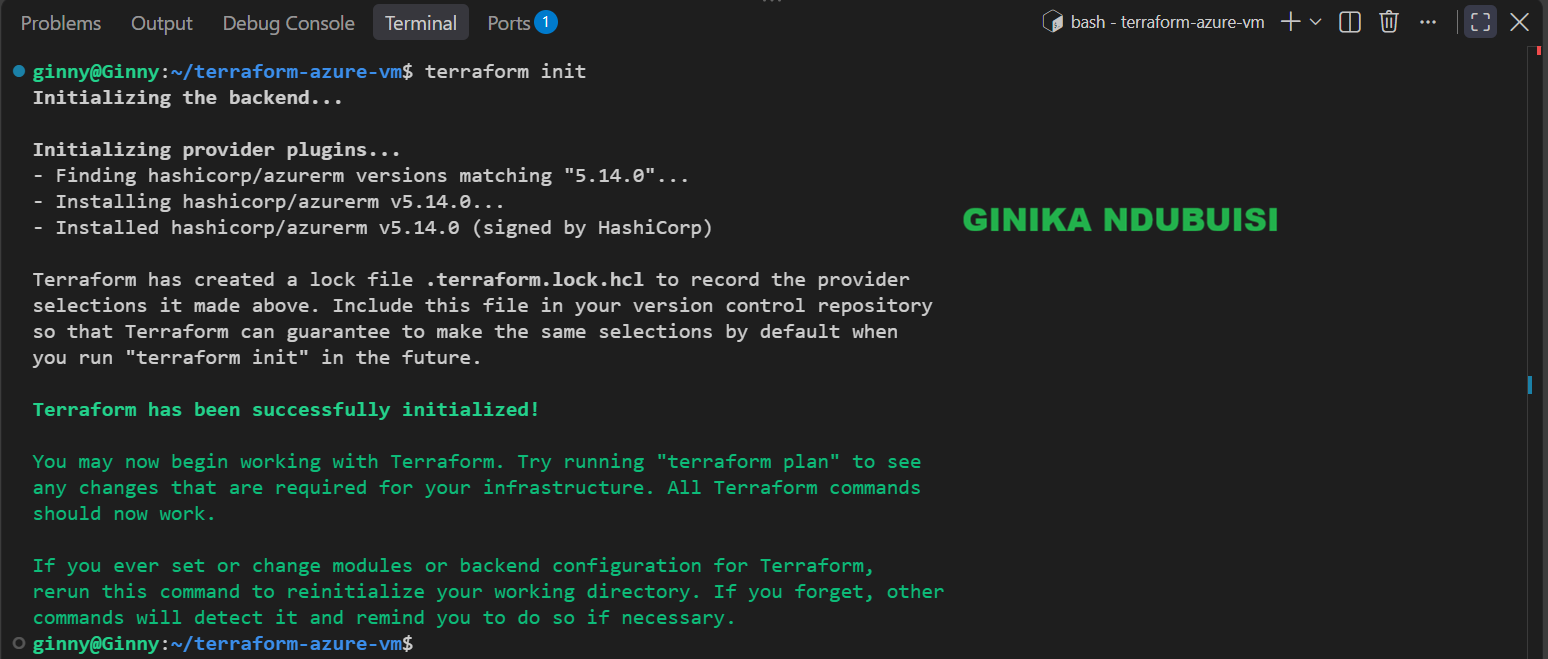 Problems Output Debug Console Terminal Ports 1 bash - terraform-azure-vm
ginny@Ginny:~/terraform-azure-vm$ terraform init
Initializing the backend...
Initializing provider plugins...
- Finding hashicorp/azurerm versions matching "5.14.0"...
- Installing hashicorp/azurerm v5.14.0...
- Installed hashicorp/azurerm v5.14.0 (signed by HashiCorp)
GINIKA NDUBUISI
Terraform has created a lock file .terraform.lock.hcl to record the provider
selections it made above. Include this file in your version control repository
so that Terraform can guarantee to make the same selections by default when
you run "terraform init" in the future.
Terraform has been successfully initialized!
You may now begin working with Terraform. Try running "terraform plan" to see
any changes that are required for your infrastructure. All Terraform commands
should now work.
If you ever set or change modules or backend configuration for Terraform,
rerun this command to reinitialize your working directory. If you forget, other
commands will detect it and remind you to do so if necessary.
ginny@Ginny:~/terraform-azure-vm$